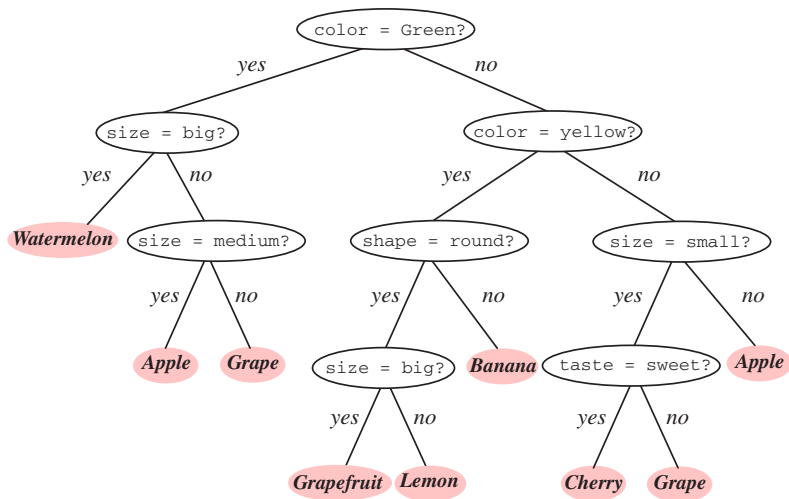 color = Green?
yes
no
size = big?
color = yellow?
yes
no
yes
no
Watermelon
size = medium?
shape = round?
size = small?
yes
no
yes
no
yes
no
Apple
Grape
size = big?
Banana
taste = sweet?
Apple
yes
no
yes
no
Grapefruit
Lemon
Cherry
Grape